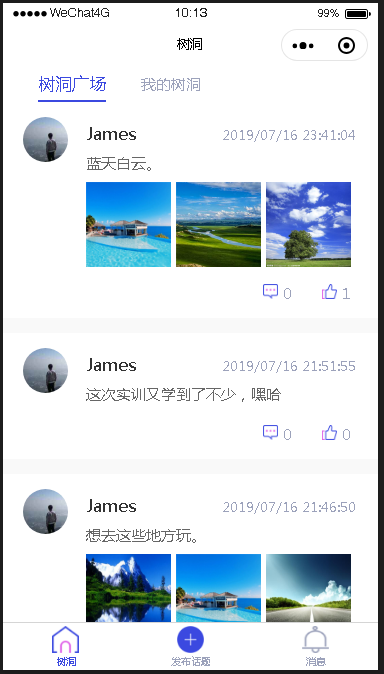 WeChat4G 10:13 99%
树洞
树洞广场 我的树洞
James 2019/07/16 23:41:04
蓝天白云。
0 1
James 2019/07/16 21:51:55
这次实训又学到了不少，嘿哈
0 0
James 2019/07/16 21:46:50
想去这些地方玩。
树洞 发布话题 消息